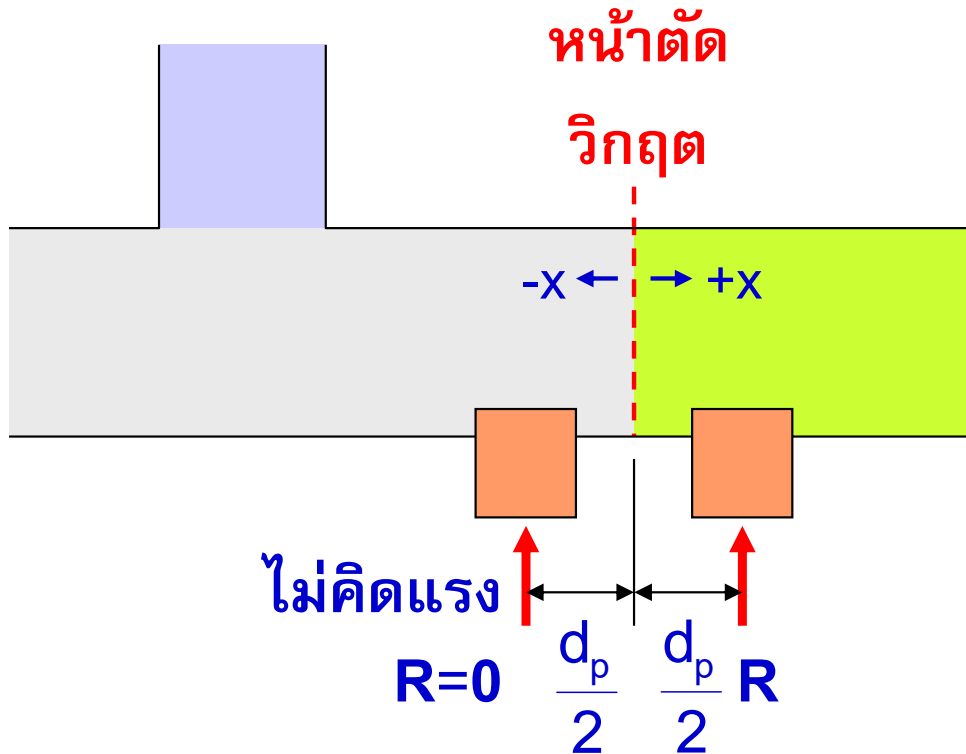 หน้าตัด
วิกฤต
-x +x
ไม่คิดแรง
R=0 dp/2 dp/2 R